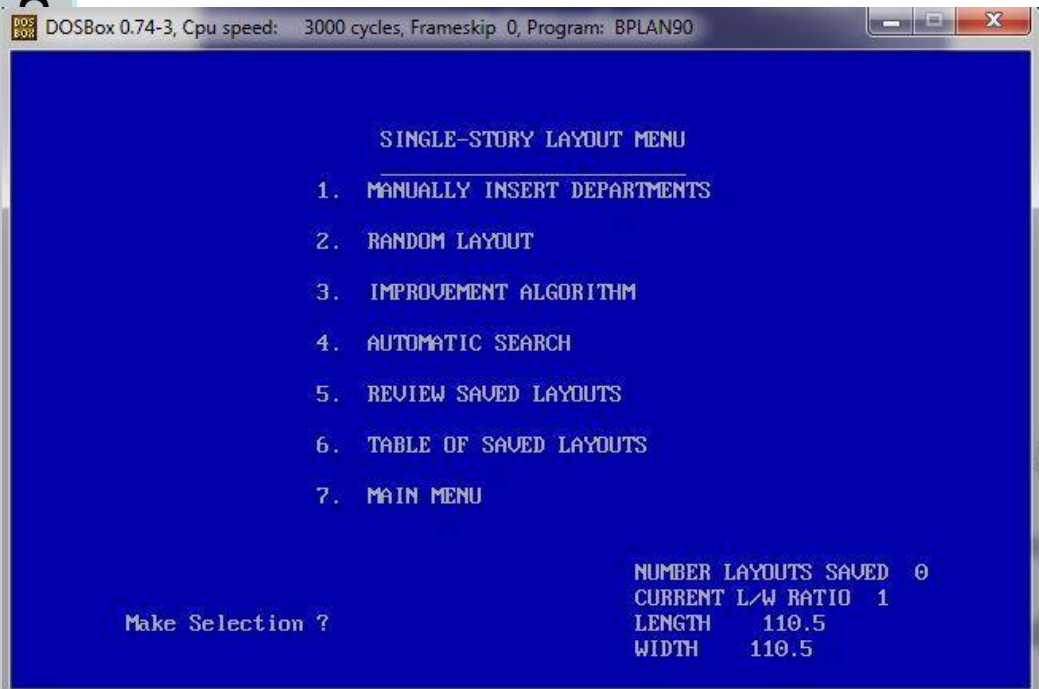 DOSBox 0.74-3, Cpu speed: 3000 cycles, Frameskip 0, Program: BPLAN90
SINGLE-STORY LAYOUT MENU
1. MANUALLY INSERT DEPARTMENTS
2. RANDOM LAYOUT
3. IMPROVEMENT ALGORITHM
4. AUTOMATIC SEARCH
5. REVIEW SAVED LAYOUTS
6. TABLE OF SAVED LAYOUTS
7. MAIN MENU
NUMBER LAYOUTS SAVED 0
CURRENT L/W RATIO 1
Make Selection ?
LENGTH 110.5
WIDTH 110.5